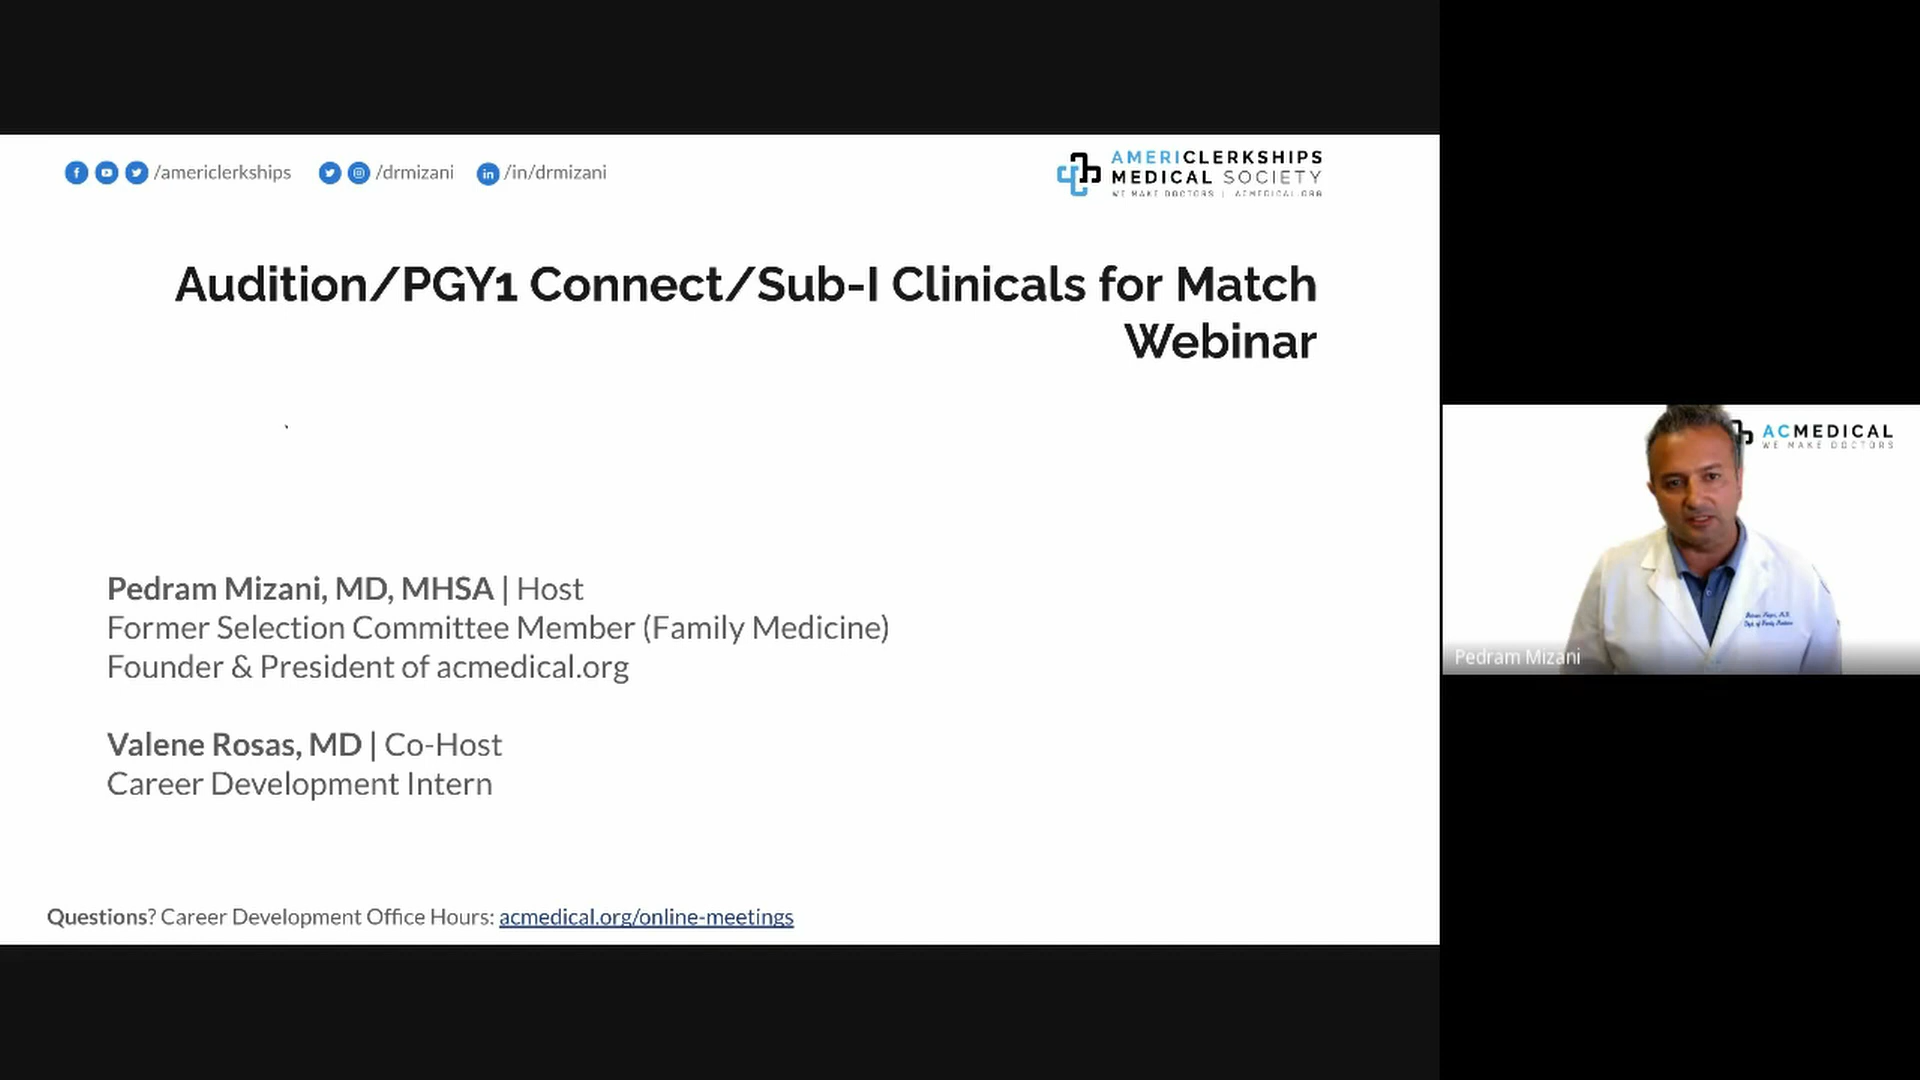 /americlerkships /drmizani /in/drmizani
AMERICLERKSHIPS
MEDICAL SOCIETY
WE MAKE DOCTORS | ACMEDICAL.ORG
Audition/PGY1 Connect/Sub-I Clinicals for Match
Webinar
Pedram Mizani, MD, MHSA | Host
Former Selection Committee Member (Family Medicine)
Founder & President of acmedical.org
Valene Rosas, MD | Co-Host
Career Development Intern
Questions? Career Development Office Hours: acmedical.org/online-meetings
ACMEDICAL
WE MAKE DOCTORS
Pedram Mizani